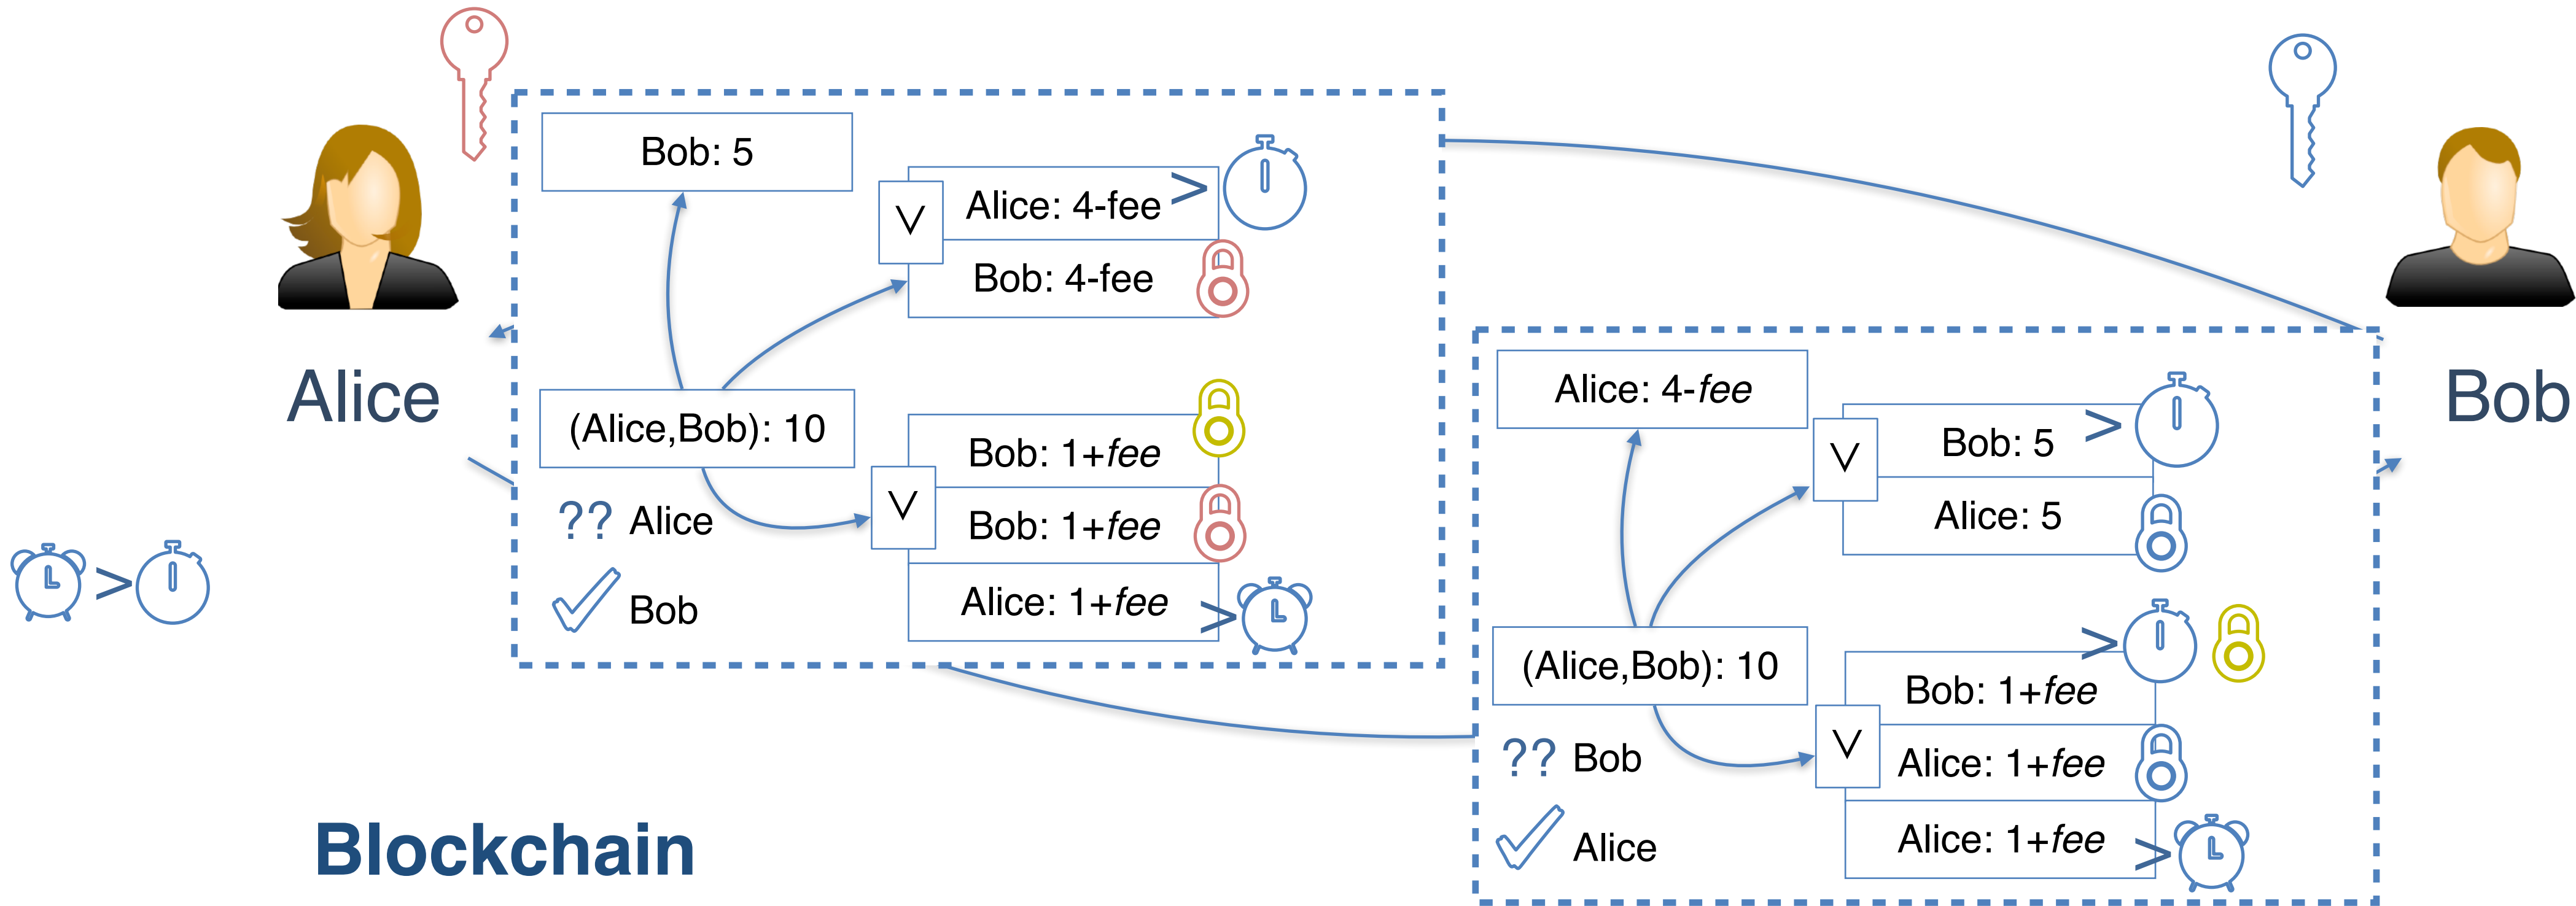 Alice
Bob: 5
∨
Alice: 4-fee >
Bob: 4-fee
(Alice,Bob): 10
∨
Bob: 1+fee
Bob: 1+fee
Alice: 1+fee >
?? Alice
Bob
>
Bob
Alice: 4-fee
∨
Bob: 5 >
Alice: 5
(Alice,Bob): 10
∨
>
Bob: 1+fee
Alice: 1+fee
Alice: 1+fee >
?? Bob
Alice
Blockchain